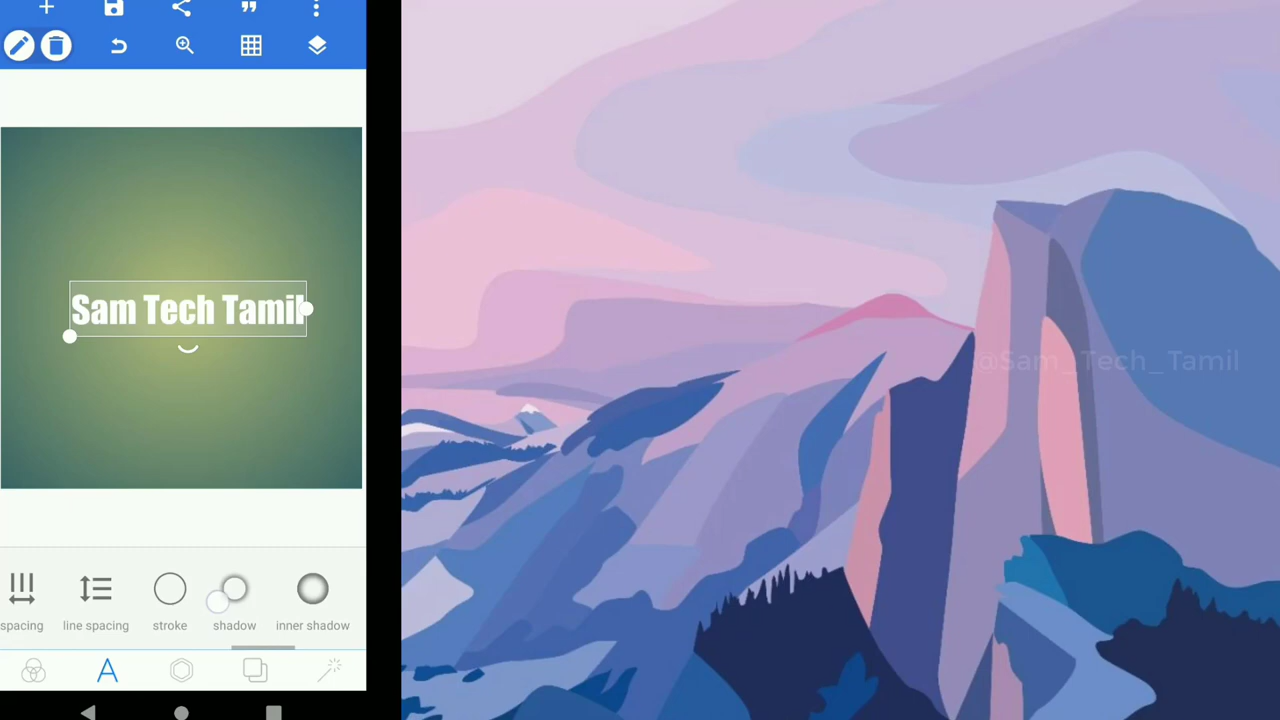 Sam Tech Tamil
@Sam_Tech_Tamil
spacing
line spacing
stroke
shadow
inner shadow